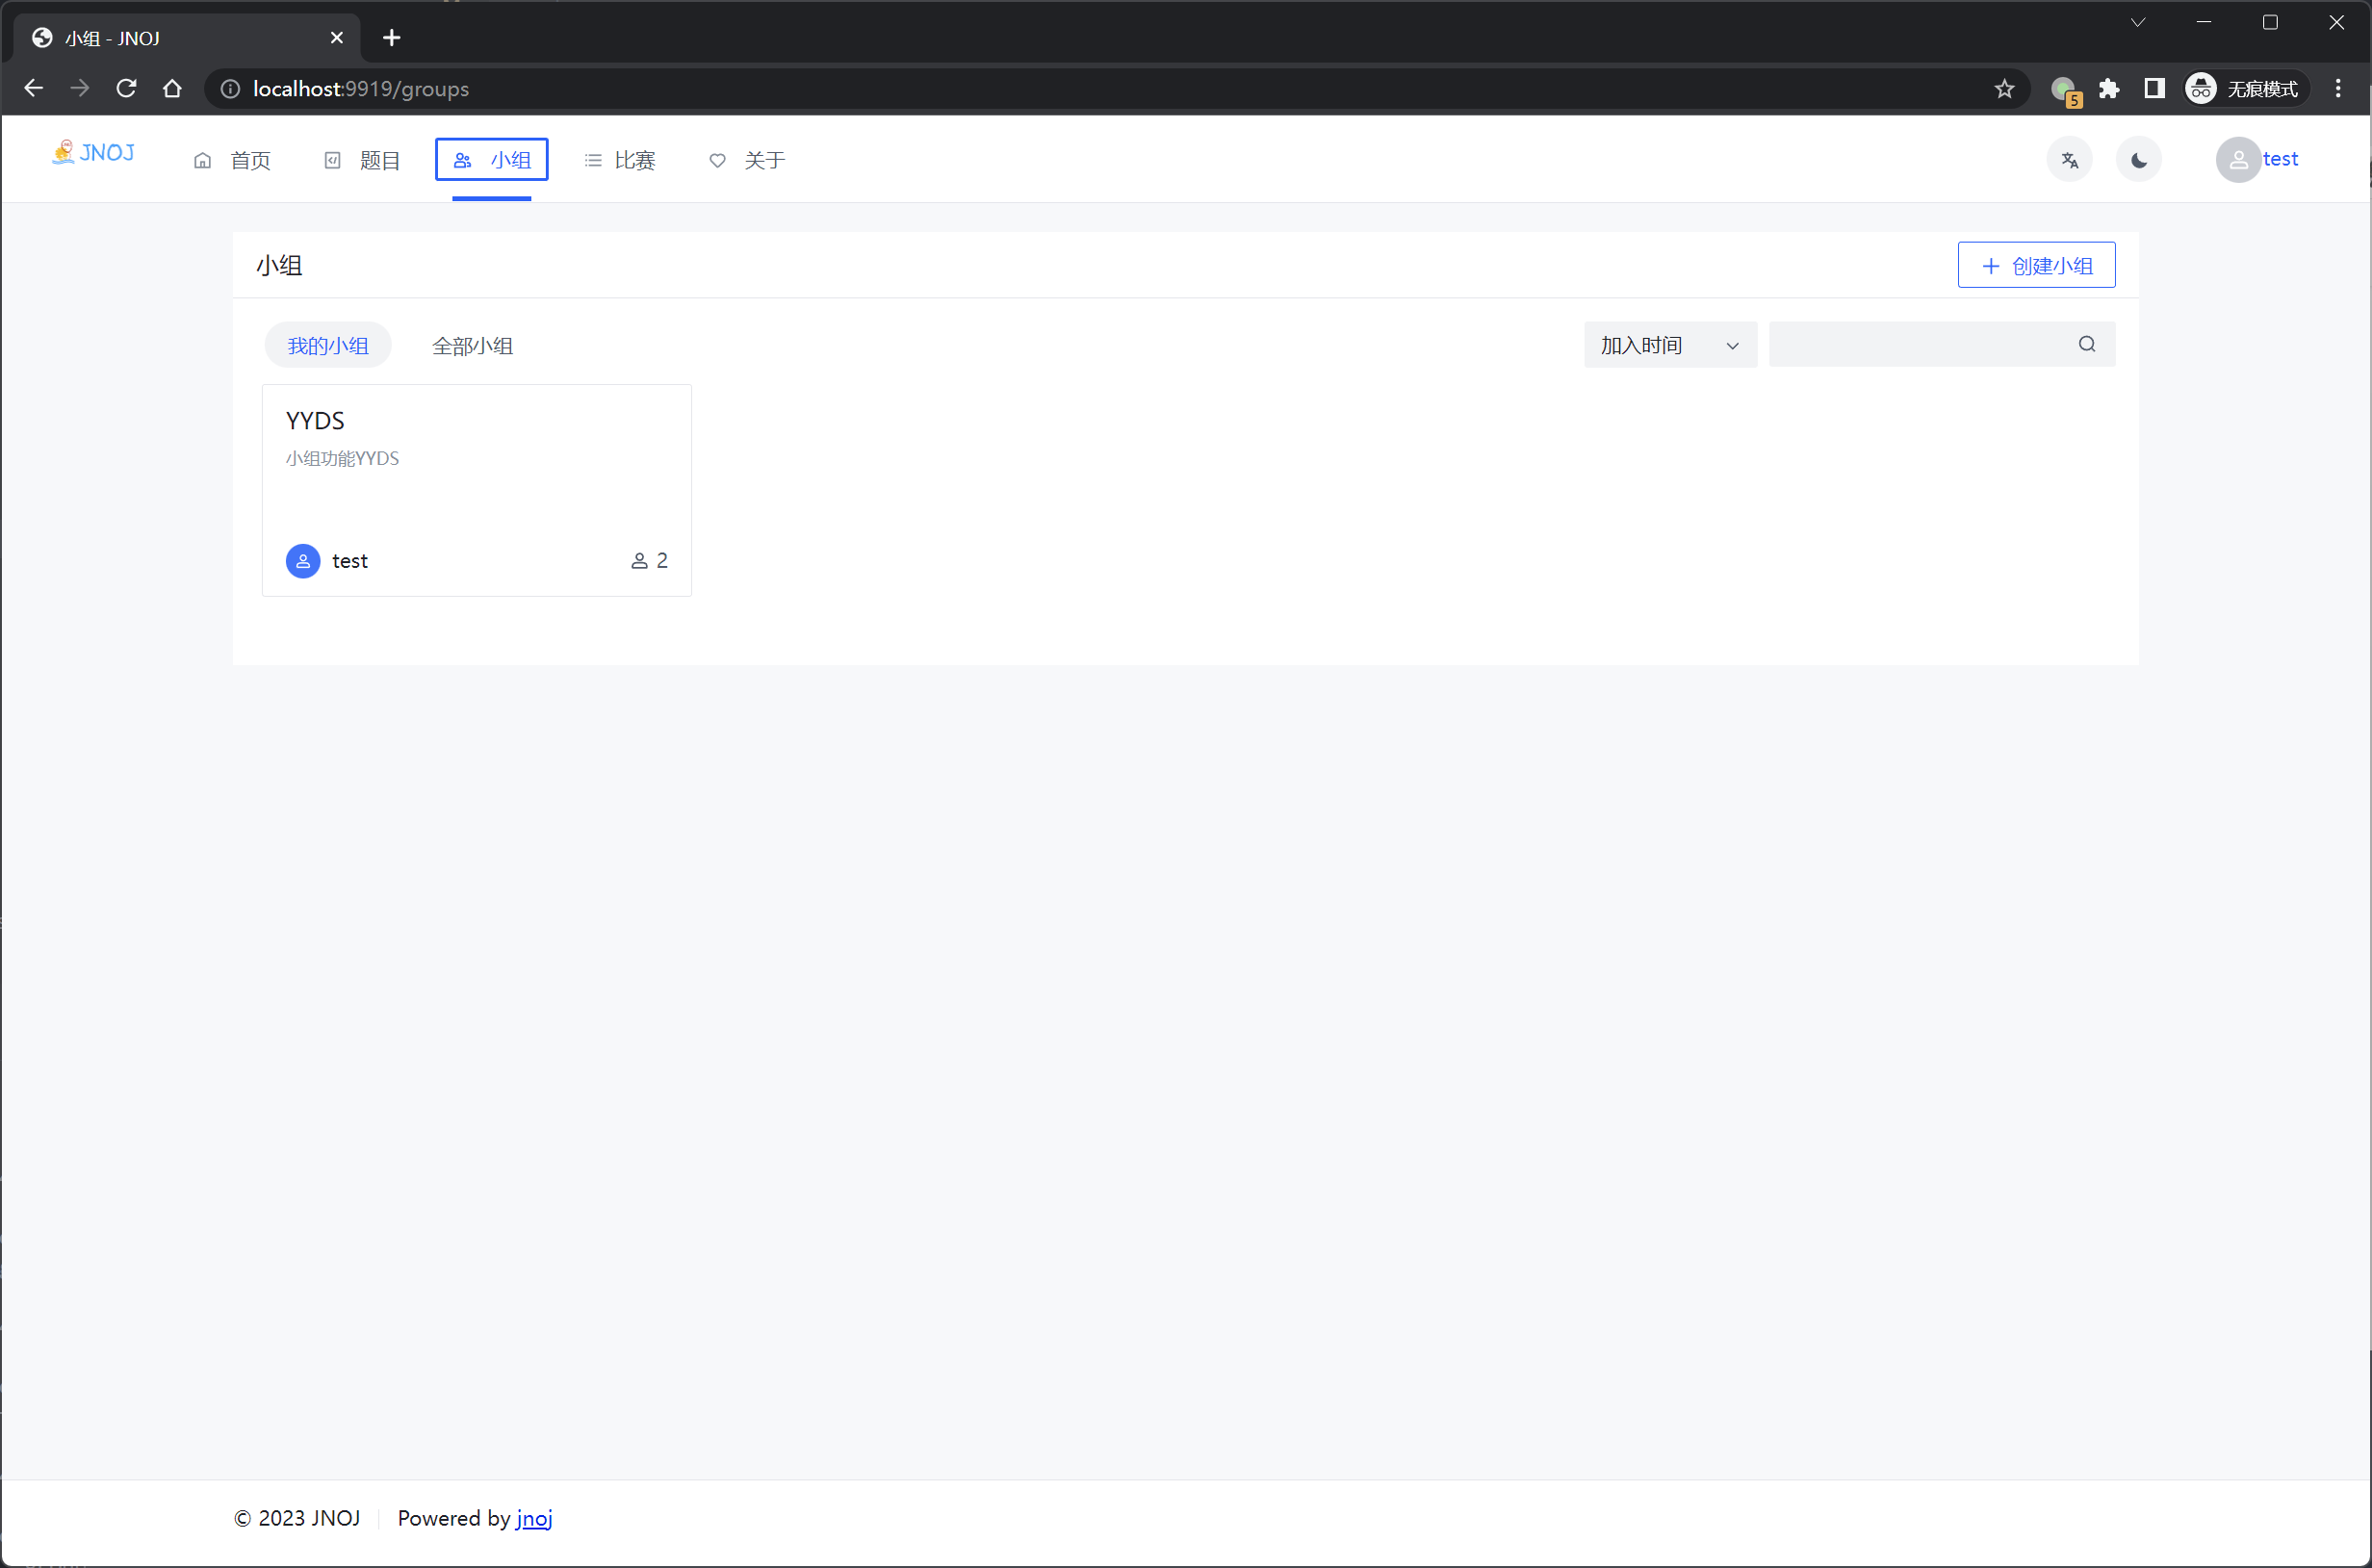 小组 - JNOJ
localhost:9919/groups
5
无痕模式
JNOJ
首页
题目
小组
比赛
关于
test
小组
创建小组
我的小组
全部小组
加入时间
YYDS
小组功能YYDS
test
2
© 2023 JNOJ
Powered by jnoj